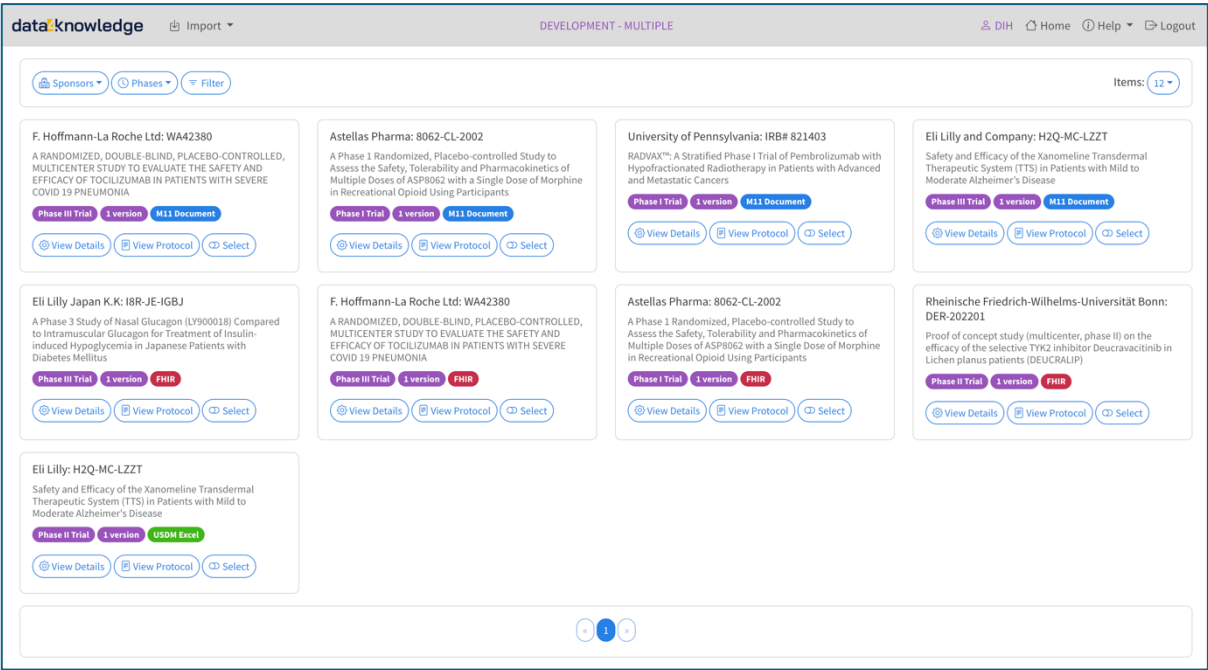 data4knowledge Import DEVELOPMENT - MULTIPLE DIH Home Help Logout
Sponsors Phases Filter Items: 12
F. Hoffmann-La Roche Ltd: WA42380
A RANDOMIZED, DOUBLE-BLIND, PLACEBO-CONTROLLED,
MULTICENTER STUDY TO EVALUATE THE SAFETY AND
EFFICACY OF TOCILIZUMAB IN PATIENTS WITH SEVERE
COVID 19 PNEUMONIA
Phase III Trial 1 version M11 Document
View Details View Protocol Select
Astellas Pharma: 8062-CL-2002
A Phase 1 Randomized, Placebo-controlled Study to
Assess the Safety, Tolerability and Pharmacokinetics of
Multiple Doses of ASP8062 with a Single Dose of Morphine
in Recreational Opioid Using Participants
Phase I Trial 1 version M11 Document
View Details View Protocol Select
University of Pennsylvania: IRB# 821403
RADVAX™: A Stratified Phase I Trial of Pembrolizumab with
Hypofractionated Radiotherapy in Patients with Advanced
and Metastatic Cancers
Phase I Trial 1 version M11 Document
View Details View Protocol Select
Eli Lilly and Company: H2Q-MC-LZZT
Safety and Efficacy of the Xanomeline Transdermal
Therapeutic System (TTS) in Patients with Mild to
Moderate Alzheimer's Disease
Phase III Trial 1 version M11 Document
View Details View Protocol Select
Eli Lilly Japan K.K: I8R-JE-IGBJ
A Phase 3 Study of Nasal Glucagon (LY900018) Compared
to Intramuscular Glucagon for Treatment of Insulin-
induced Hypoglycemia in Japanese Patients with
Diabetes Mellitus
Phase III Trial 1 version FHIR
View Details View Protocol Select
F. Hoffmann-La Roche Ltd: WA42380
A RANDOMIZED, DOUBLE-BLIND, PLACEBO-CONTROLLED,
MULTICENTER STUDY TO EVALUATE THE SAFETY AND
EFFICACY OF TOCILIZUMAB IN PATIENTS WITH SEVERE
COVID 19 PNEUMONIA
Phase III Trial 1 version FHIR
View Details View Protocol Select
Astellas Pharma: 8062-CL-2002
A Phase 1 Randomized, Placebo-controlled Study to
Assess the Safety, Tolerability and Pharmacokinetics of
Multiple Doses of ASP8062 with a Single Dose of Morphine
in Recreational Opioid Using Participants
Phase I Trial 1 version FHIR
View Details View Protocol Select
Rheinische Friedrich-Wilhelms-Universität Bonn:
DER-202201
Proof of concept study (multicenter, phase II) on the
efficacy of the selective TYK2 inhibitor Deucravacitinib in
Lichen planus patients (DEUCRALIP)
Phase II Trial 1 version FHIR
View Details View Protocol Select
Eli Lilly: H2Q-MC-LZZT
Safety and Efficacy of the Xanomeline Transdermal
Therapeutic System (TTS) in Patients with Mild to
Moderate Alzheimer's Disease
Phase II Trial 1 version USDM Excel
View Details View Protocol Select
« 1 »